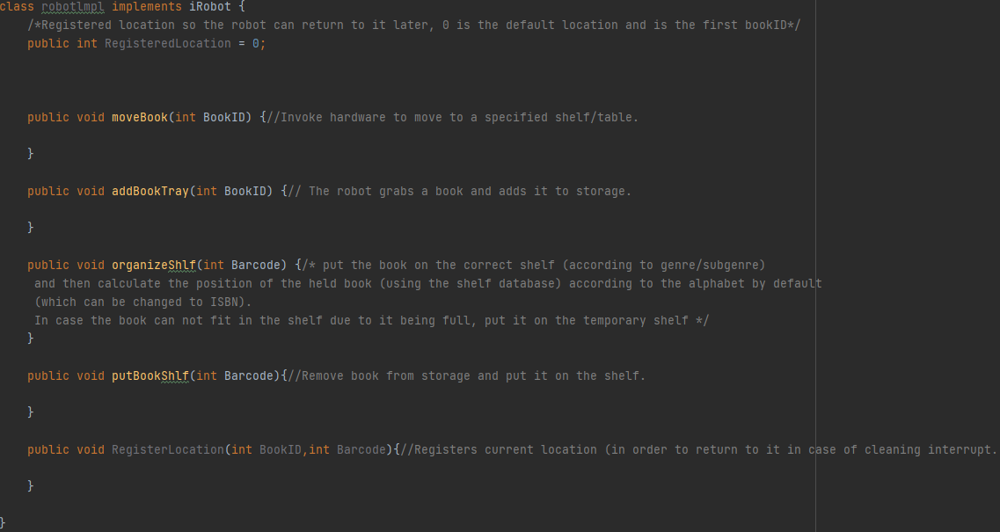 class robotlmpl implements iRobot {
    /*Registered Location so the robot can return to it later, 0 is the default location and is the first bookID*/
    public int RegisteredLocation = 0;
    public void moveBook(int BookID) {//Invoke hardware to move to a specified shelf/table.
    }
    public void addBookTray(int BookID) {// The robot grabs a book and adds it to storage.
    }
    public void organizeShlf(int Barcode) {/* put the book on the correct shelf (according to genre/subgenre)
     and then calculate the position of the held book (using the shelf database) according to the alphabet by default
     (which can be changed to ISBN).
     In case the book can not fit in the shelf due to it being full, put it on the temporary shelf */
    }
    public void putBookShlf(int Barcode){//Remove book from storage and put it on the shelf.
    }
    public void RegisterLocation(int BookID,int Barcode){//Registers current location (in order to return to it in case of cleaning interrupt.
    }
}